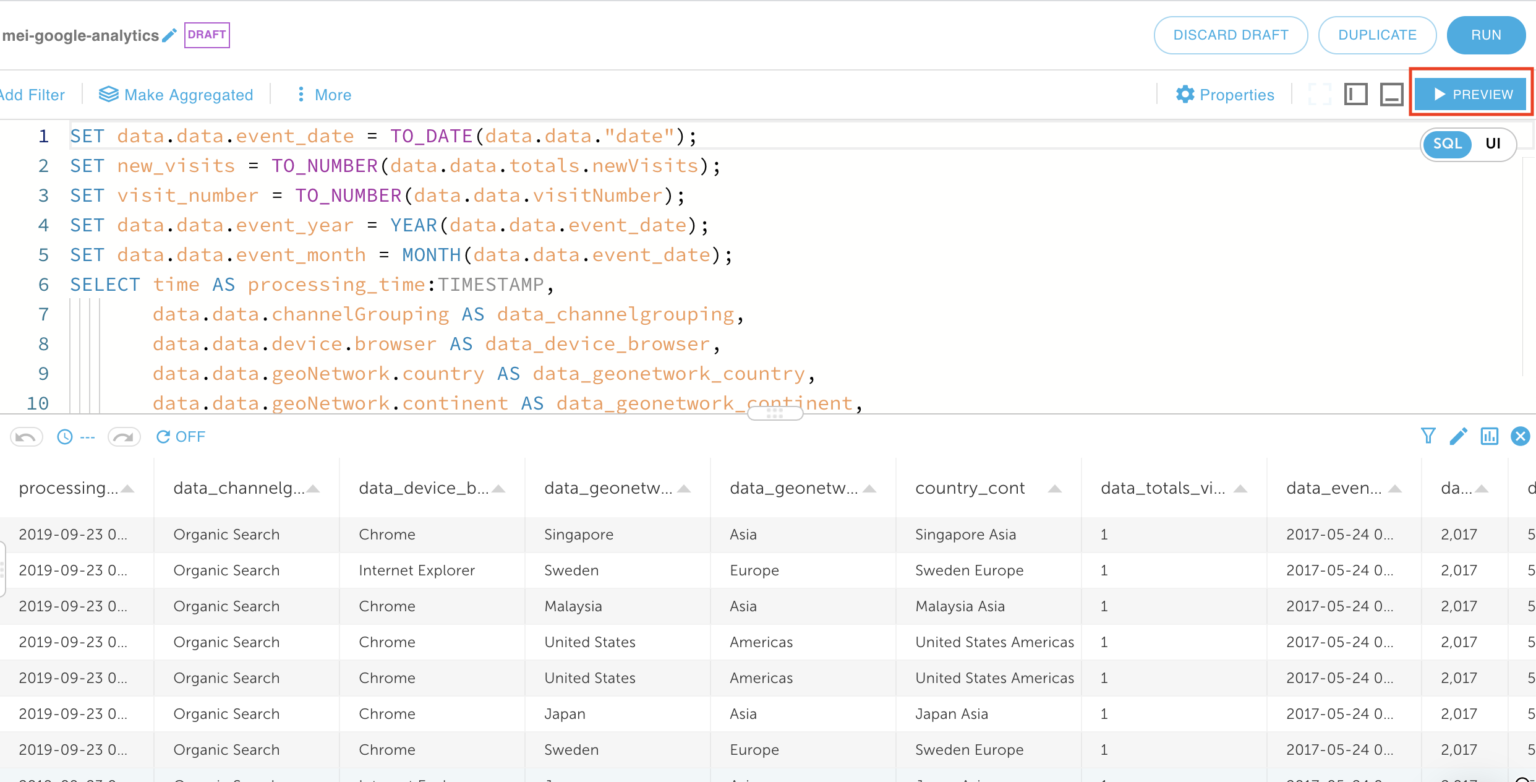 mei-google-analytics DRAFT DISCARD DRAFT DUPLICATE RUN
Add Filter Make Aggregated More Properties PREVIEW
SQL UI
1 SET data.data.event_date = TO_DATE(data.data."date");
2 SET new_visits = TO_NUMBER(data.data.totals.newVisits);
3 SET visit_number = TO_NUMBER(data.data.visitNumber);
4 SET data.data.event_year = YEAR(data.data.event_date);
5 SET data.data.event_month = MONTH(data.data.event_date);
6 SELECT time AS processing_time:TIMESTAMP,
7 data.data.channelGrouping AS data_channelgrouping,
8 data.data.device.browser AS data_device_browser,
9 data.data.geoNetwork.country AS data_geonetwork_country,
10 data.data.geoNetwork.continent AS data_geonetwork_continent,
--- OFF
processing... data_channelg... data_device_b... data_geonetw... data_geonetw... country_cont data_totals_vi... data_even... da... d
2019-09-23 0... Organic Search Chrome Singapore Asia Singapore Asia 1 2017-05-24 0... 2,017 5
2019-09-23 0... Organic Search Internet Explorer Sweden Europe Sweden Europe 1 2017-05-24 0... 2,017 5
2019-09-23 0... Organic Search Chrome Malaysia Asia Malaysia Asia 1 2017-05-24 0... 2,017 5
2019-09-23 0... Organic Search Chrome United States Americas United States Americas 1 2017-05-24 0... 2,017 5
2019-09-23 0... Organic Search Chrome United States Americas United States Americas 1 2017-05-24 0... 2,017 5
2019-09-23 0... Organic Search Chrome Japan Asia Japan Asia 1 2017-05-24 0... 2,017 5
2019-09-23 0... Organic Search Chrome Sweden Europe Sweden Europe 1 2017-05-24 0... 2,017 5